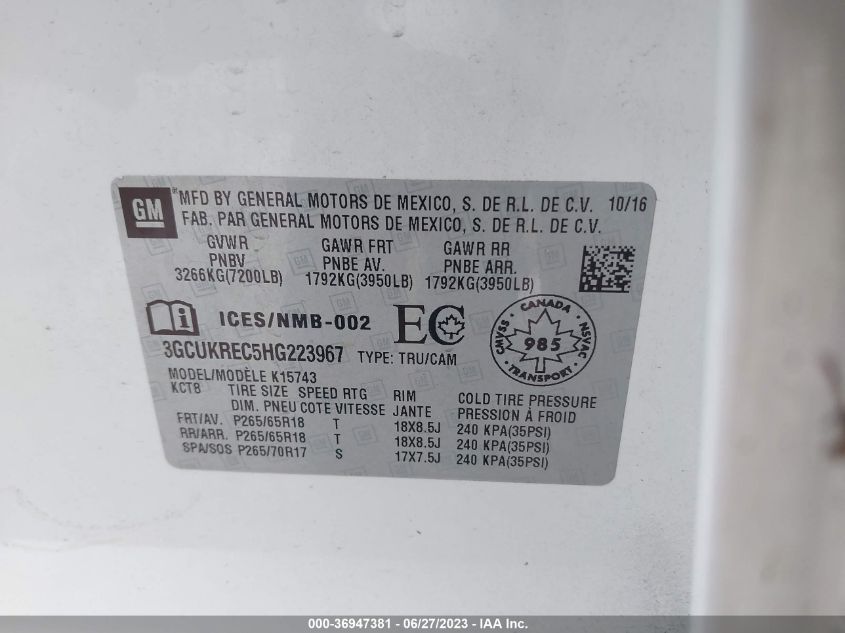 GM ® MFD BY GENERAL MOTORS DE MEXICO, S. DE R.L. DE C.V. 10/16
FAB. PAR GENERAL MOTORS DE MEXICO, S. DE R.L. DE C.V.
GVWR GAWR FRT GAWR RR
PNBV PNBE AV. PNBE ARR.
3266KG(7200LB) 1792KG(3950LB) 1792KG(3950LB)
ICES/NMB-002 EC
CANADA
CMVSS 985 NSVAC
TRANSPORT
3GCUKREC5HG223967 TYPE: TRU/CAM
MODEL/MODÈLE K15743
KCT8 TIRE SIZE SPEED RTG RIM COLD TIRE PRESSURE
DIM. PNEU COTE VITESSE JANTE PRESSION À FROID
FRT/AV. P265/65R18 T 18X8.5J 240 KPA(35PSI)
RR/ARR. P265/65R18 T 18X8.5J 240 KPA(35PSI)
SPA/SOS P265/70R17 S 17X7.5J 240 KPA(35PSI)
000-36947381 - 06/27/2023 - IAA Inc.